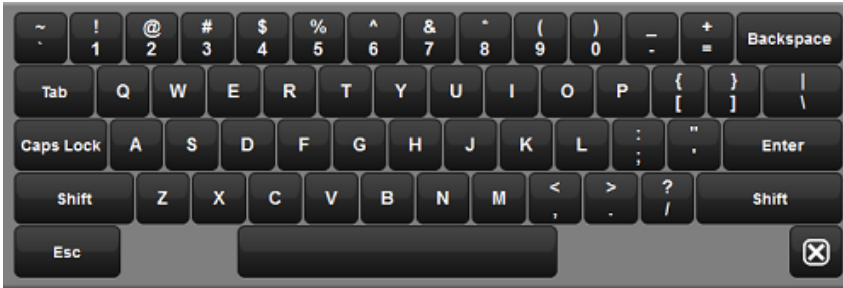 ~ ! @ # $ % ^ & * ( ) _ + Backspace
` 1 2 3 4 5 6 7 8 9 0 - =
Tab Q W E R T Y U I O P { } |
[ ] \
Caps Lock A S D F G H J K L : " Enter
; '
Shift Z X C V B N M < > ? Shift
, . /
Esc